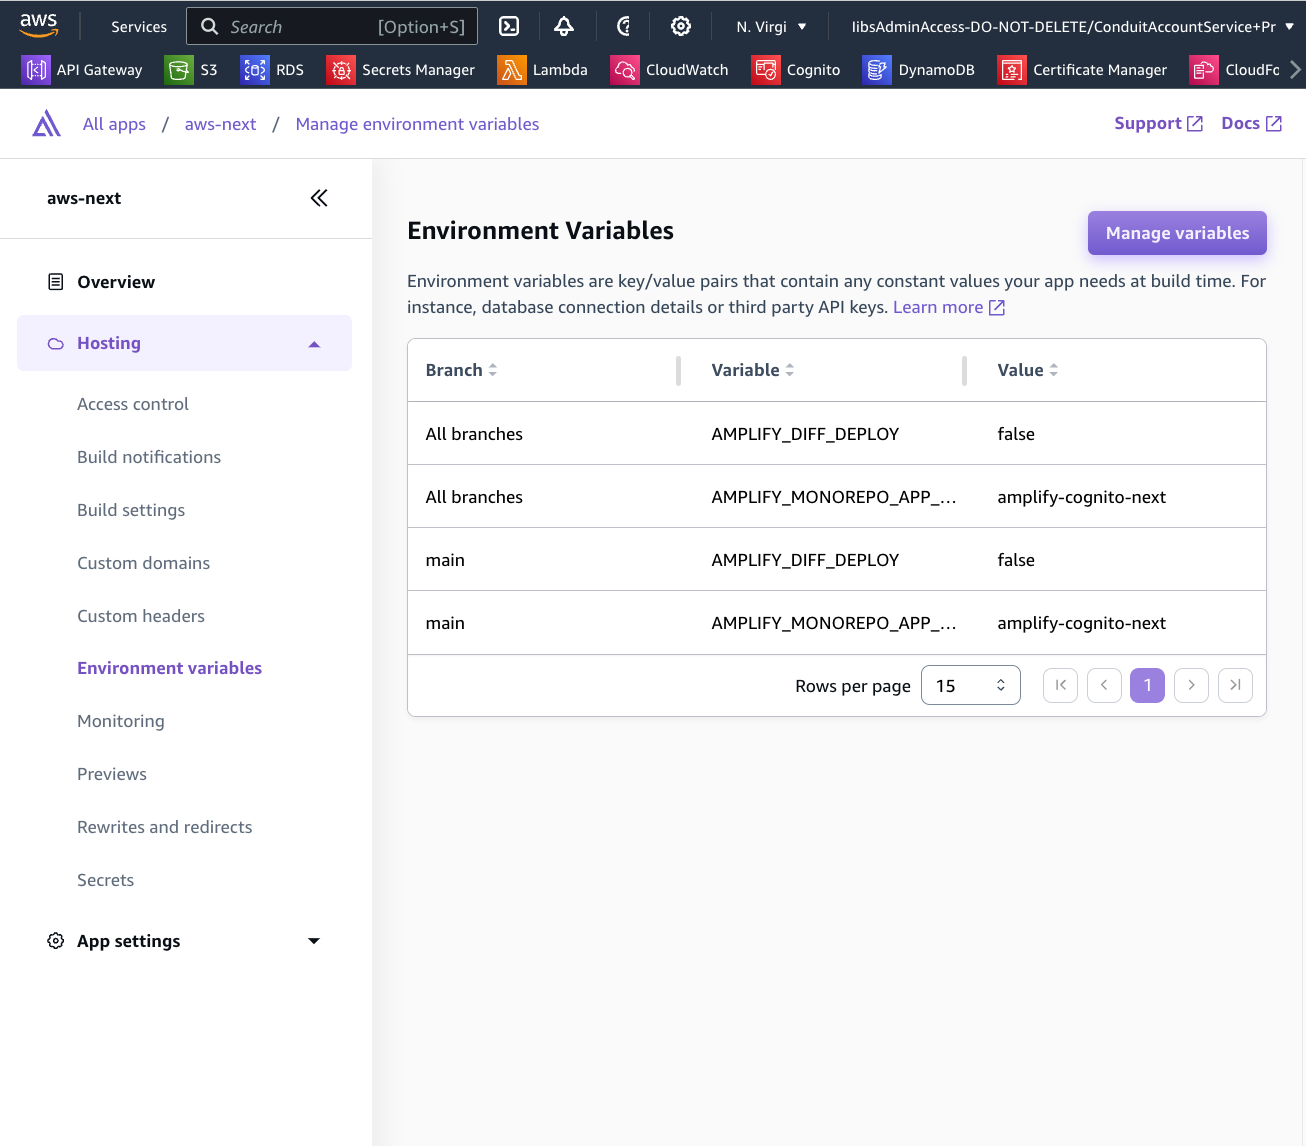 aws Services Search [Option+S] N. Virgi IibsAdminAccess-DO-NOT-DELETE/ConduitAccountService+Pr
API Gateway S3 RDS Secrets Manager Lambda CloudWatch Cognito DynamoDB Certificate Manager CloudFo
All apps / aws-next / Manage environment variables Support Docs
aws-next
Overview
Hosting
Access control
Build notifications
Build settings
Custom domains
Custom headers
Environment variables
Monitoring
Previews
Rewrites and redirects
Secrets
App settings
Environment Variables
Manage variables
Environment variables are key/value pairs that contain any constant values your app needs at build time. For
instance, database connection details or third party API keys. Learn more
Branch Variable Value
All branches AMPLIFY_DIFF_DEPLOY false
All branches AMPLIFY_MONOREPO_APP_... amplify-cognito-next
main AMPLIFY_DIFF_DEPLOY false
main AMPLIFY_MONOREPO_APP_... amplify-cognito-next
Rows per page 15 1